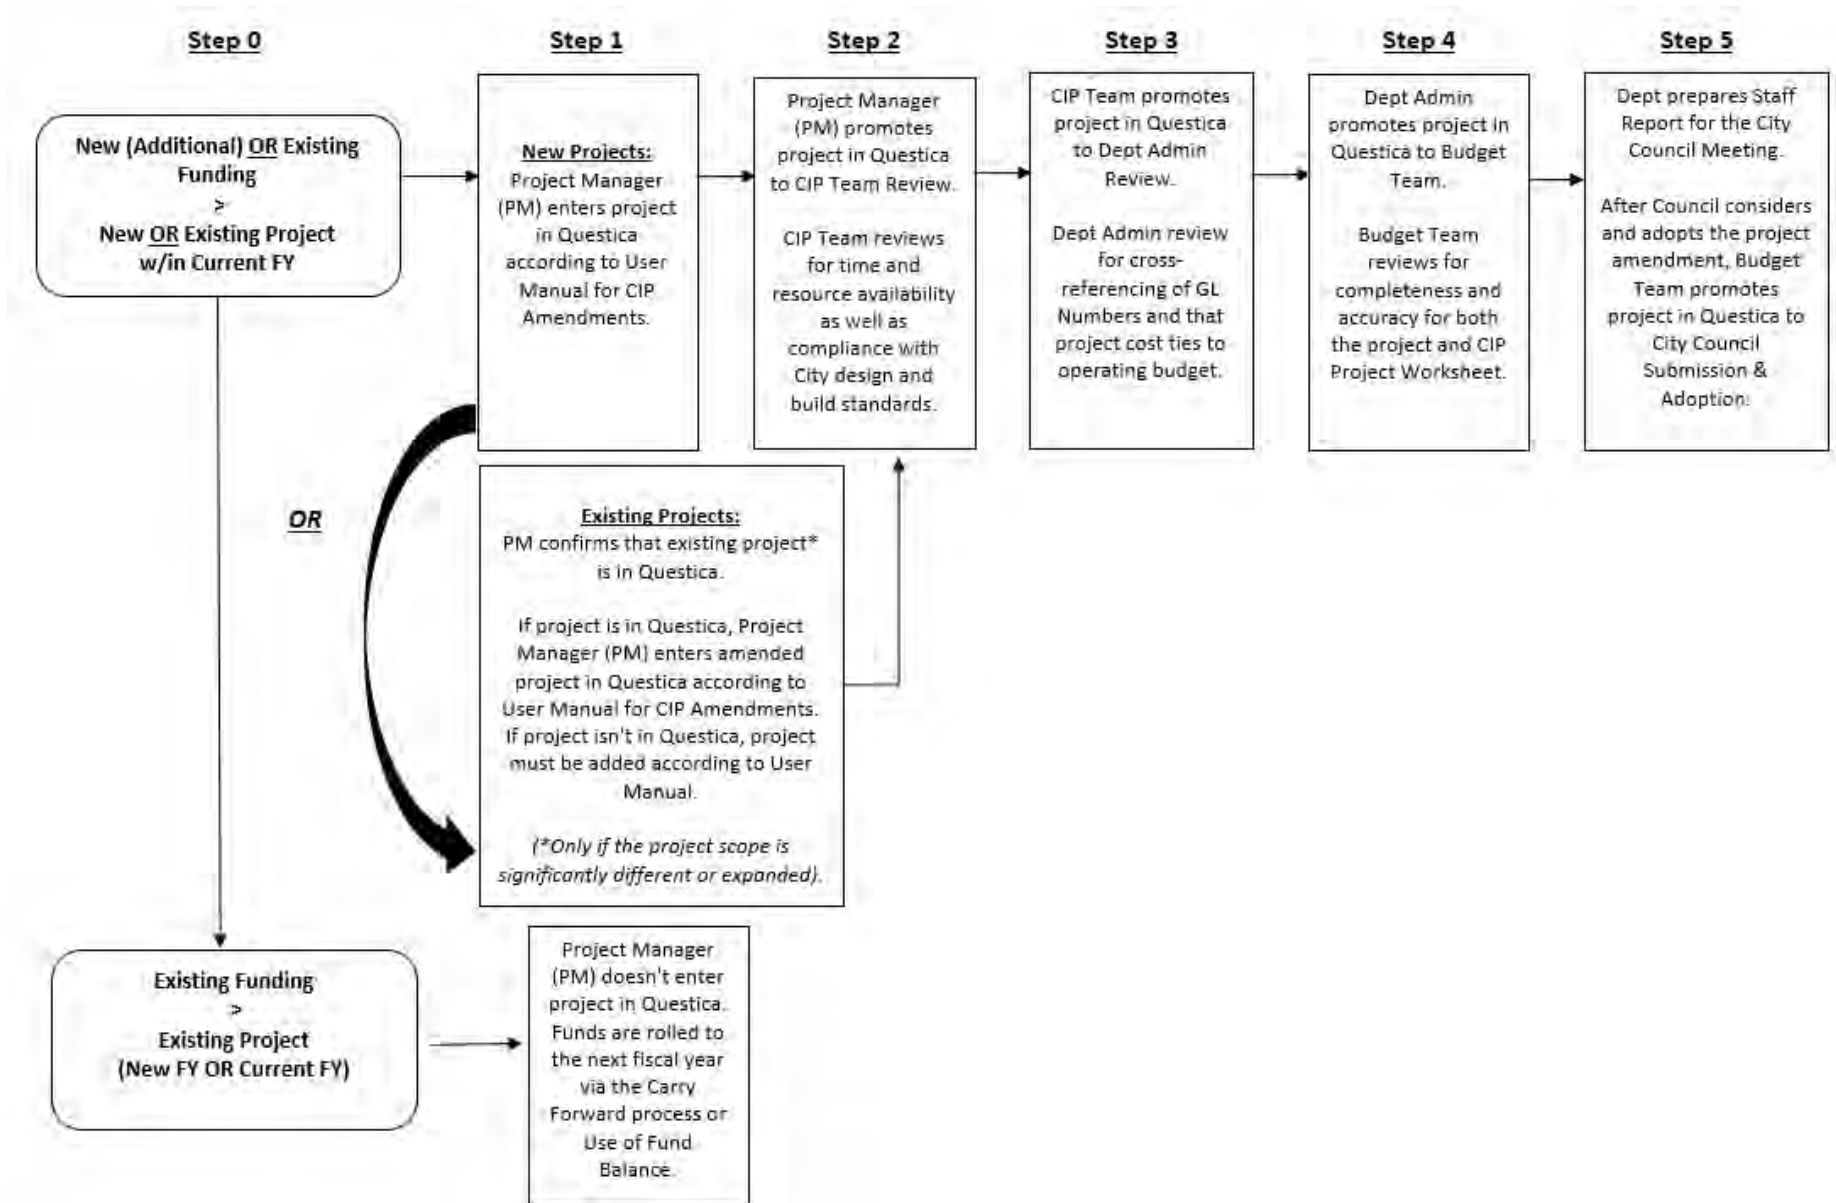 Step 0
Step 1
Step 2
Step 3
Step 4
Step 5
New (Additional) OR Existing
Funding
>
New OR Existing Project
w/in Current FY
New Projects:
Project Manager
(PM) enters project
in Questica
according to User
Manual for CIP
Amendments.
Project Manager
(PM) promotes
project in Questica
to CIP Team Review.
CIP Team reviews
for time and
resource availability
as well as
compliance with
City design and
build standards.
CIP Team promotes
project in Questica
to Dept Admin
Review.
Dept Admin review
for cross-
referencing of GL
Numbers and that
project cost ties to
operating budget.
Dept Admin
promotes project in
Questica to Budget
Team.
Budget Team
reviews for
completeness and
accuracy for both
the project and CIP
Project Worksheet.
Dept prepares Staff
Report for the City
Council Meeting.
After Council considers
and adopts the project
amendment, Budget
Team promotes
project in Questica to
City Council
Submission &
Adoption.
OR
Existing Projects:
PM confirms that existing project*
is in Questica.
If project is in Questica, Project
Manager (PM) enters amended
project in Questica according to
User Manual for CIP Amendments.
If project isn't in Questica, project
must be added according to User
Manual.
(*Only if the project scope is
significantly different or expanded).
Existing Funding
>
Existing Project
(New FY OR Current FY)
Project Manager
(PM) doesn't enter
project in Questica.
Funds are rolled to
the next fiscal year
via the Carry
Forward process or
Use of Fund
Balance.